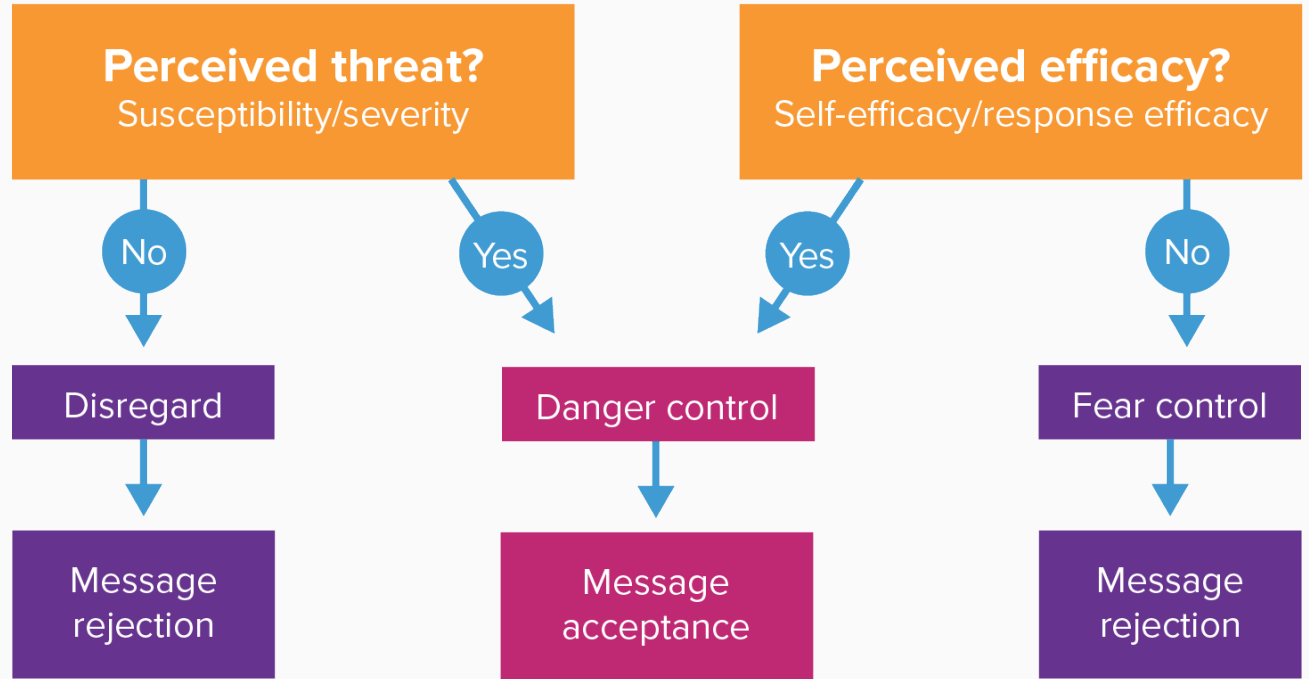 Perceived threat?
Susceptibility/severity
Perceived efficacy?
Self-efficacy/response efficacy
No
Yes
Yes
No
Disregard
Danger control
Fear control
Message
rejection
Message
acceptance
Message
rejection